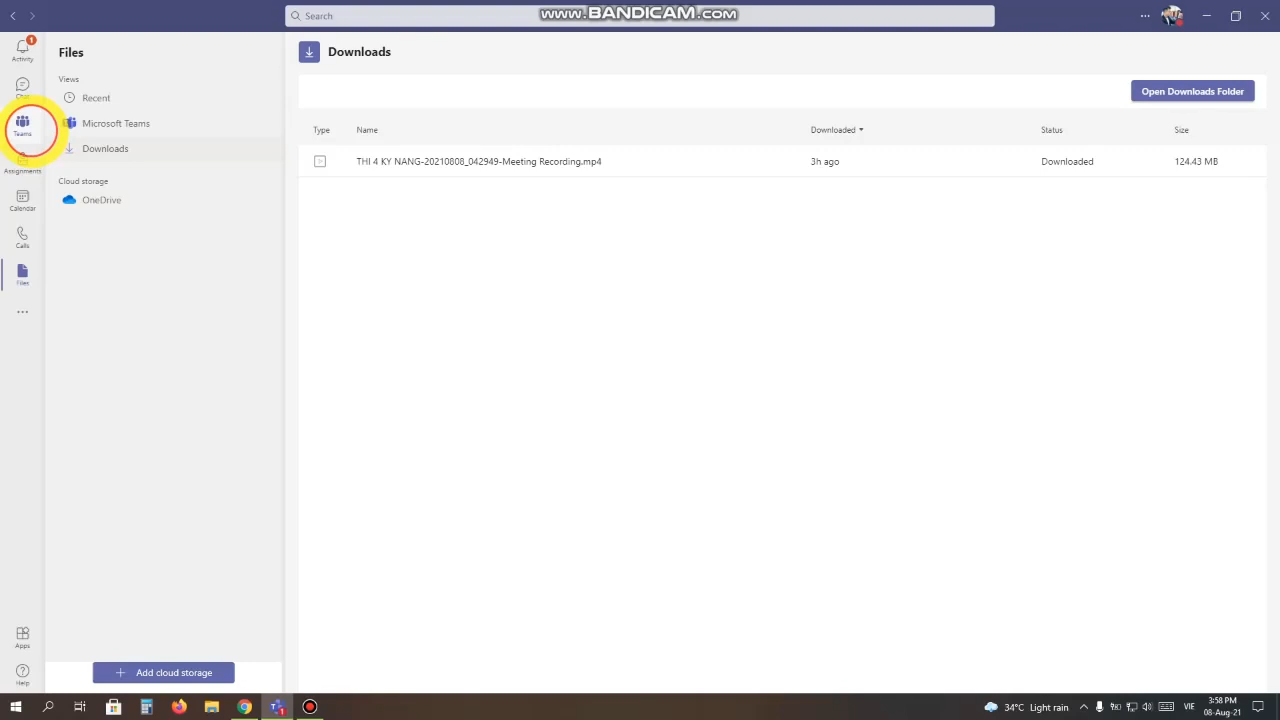 Search
www.BANDICAM.com
Activity
Chat
Teams
Assignments
Calendar
Calls
Files
Apps
Help
Files
Views
Recent
Microsoft Teams
Downloads
Cloud storage
OneDrive
Add cloud storage
Downloads
Open Downloads Folder
Type Name Downloaded Status Size
THI 4 KY NANG-20210808_042949-Meeting Recording.mp4 3h ago Downloaded 124.43 MB
34°C Light rain
VIE
3:58 PM
08-Aug-21